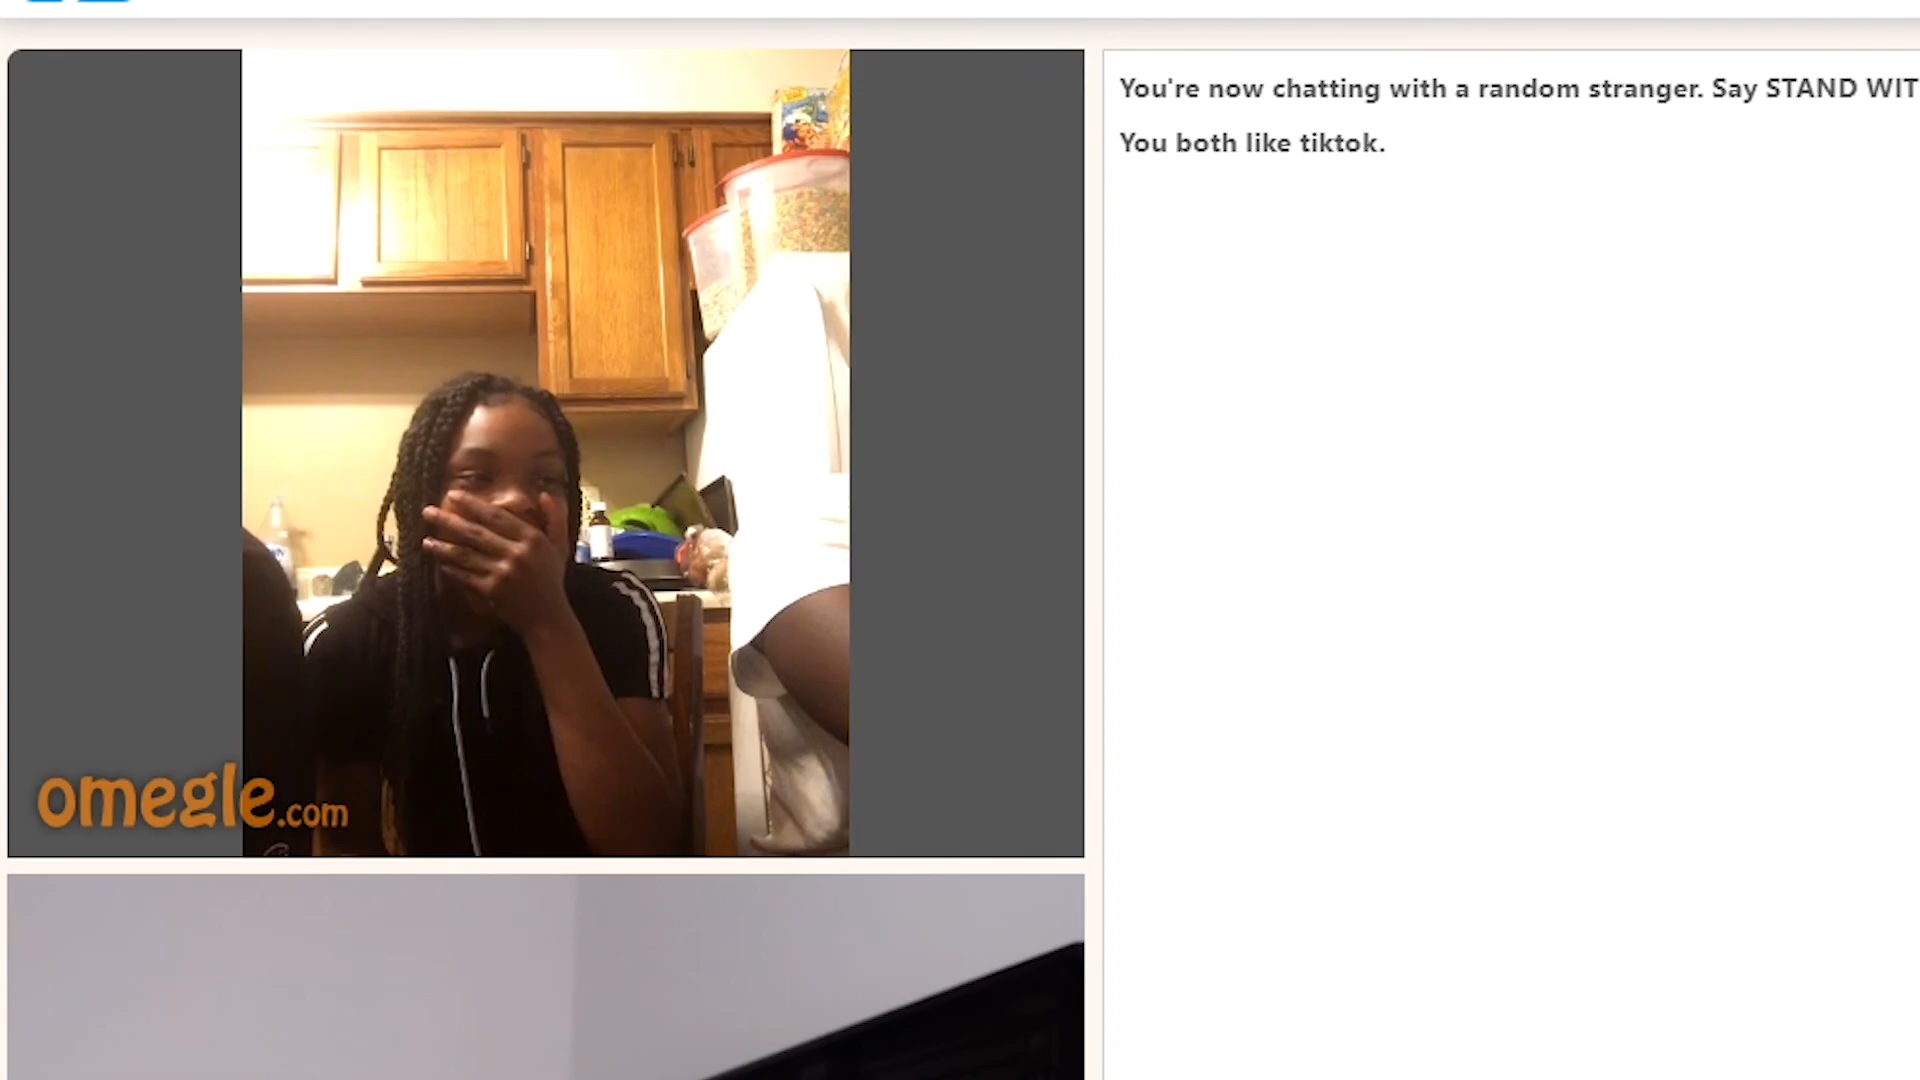 You're now chatting with a random stranger. Say STAND WIT
You both like tiktok.
omegle.com